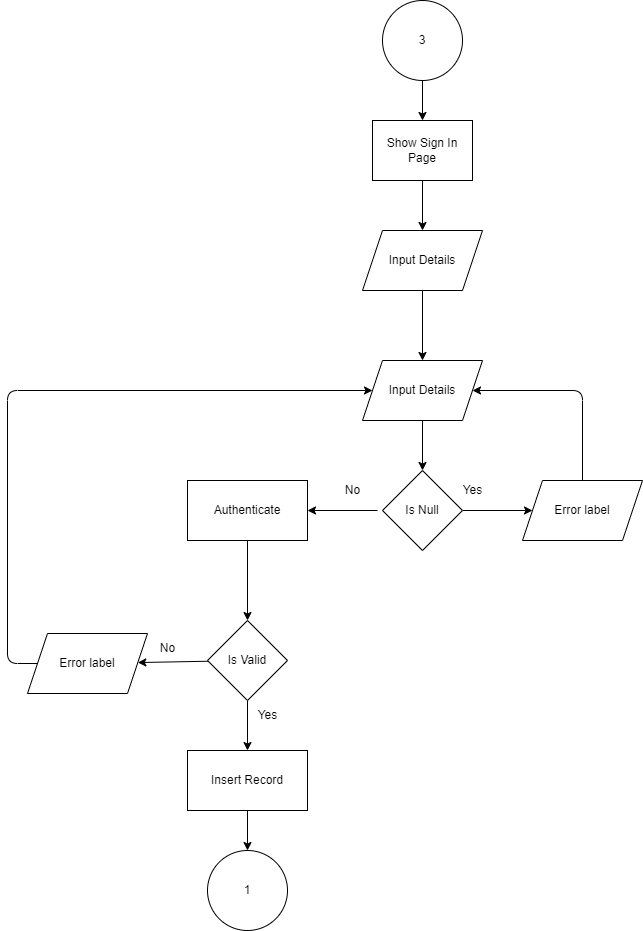 3
Show Sign In
Page
Input Details
Input Details
No
Yes
Authenticate
Is Null
Error label
No
Error label
Is Valid
Yes
Insert Record
1